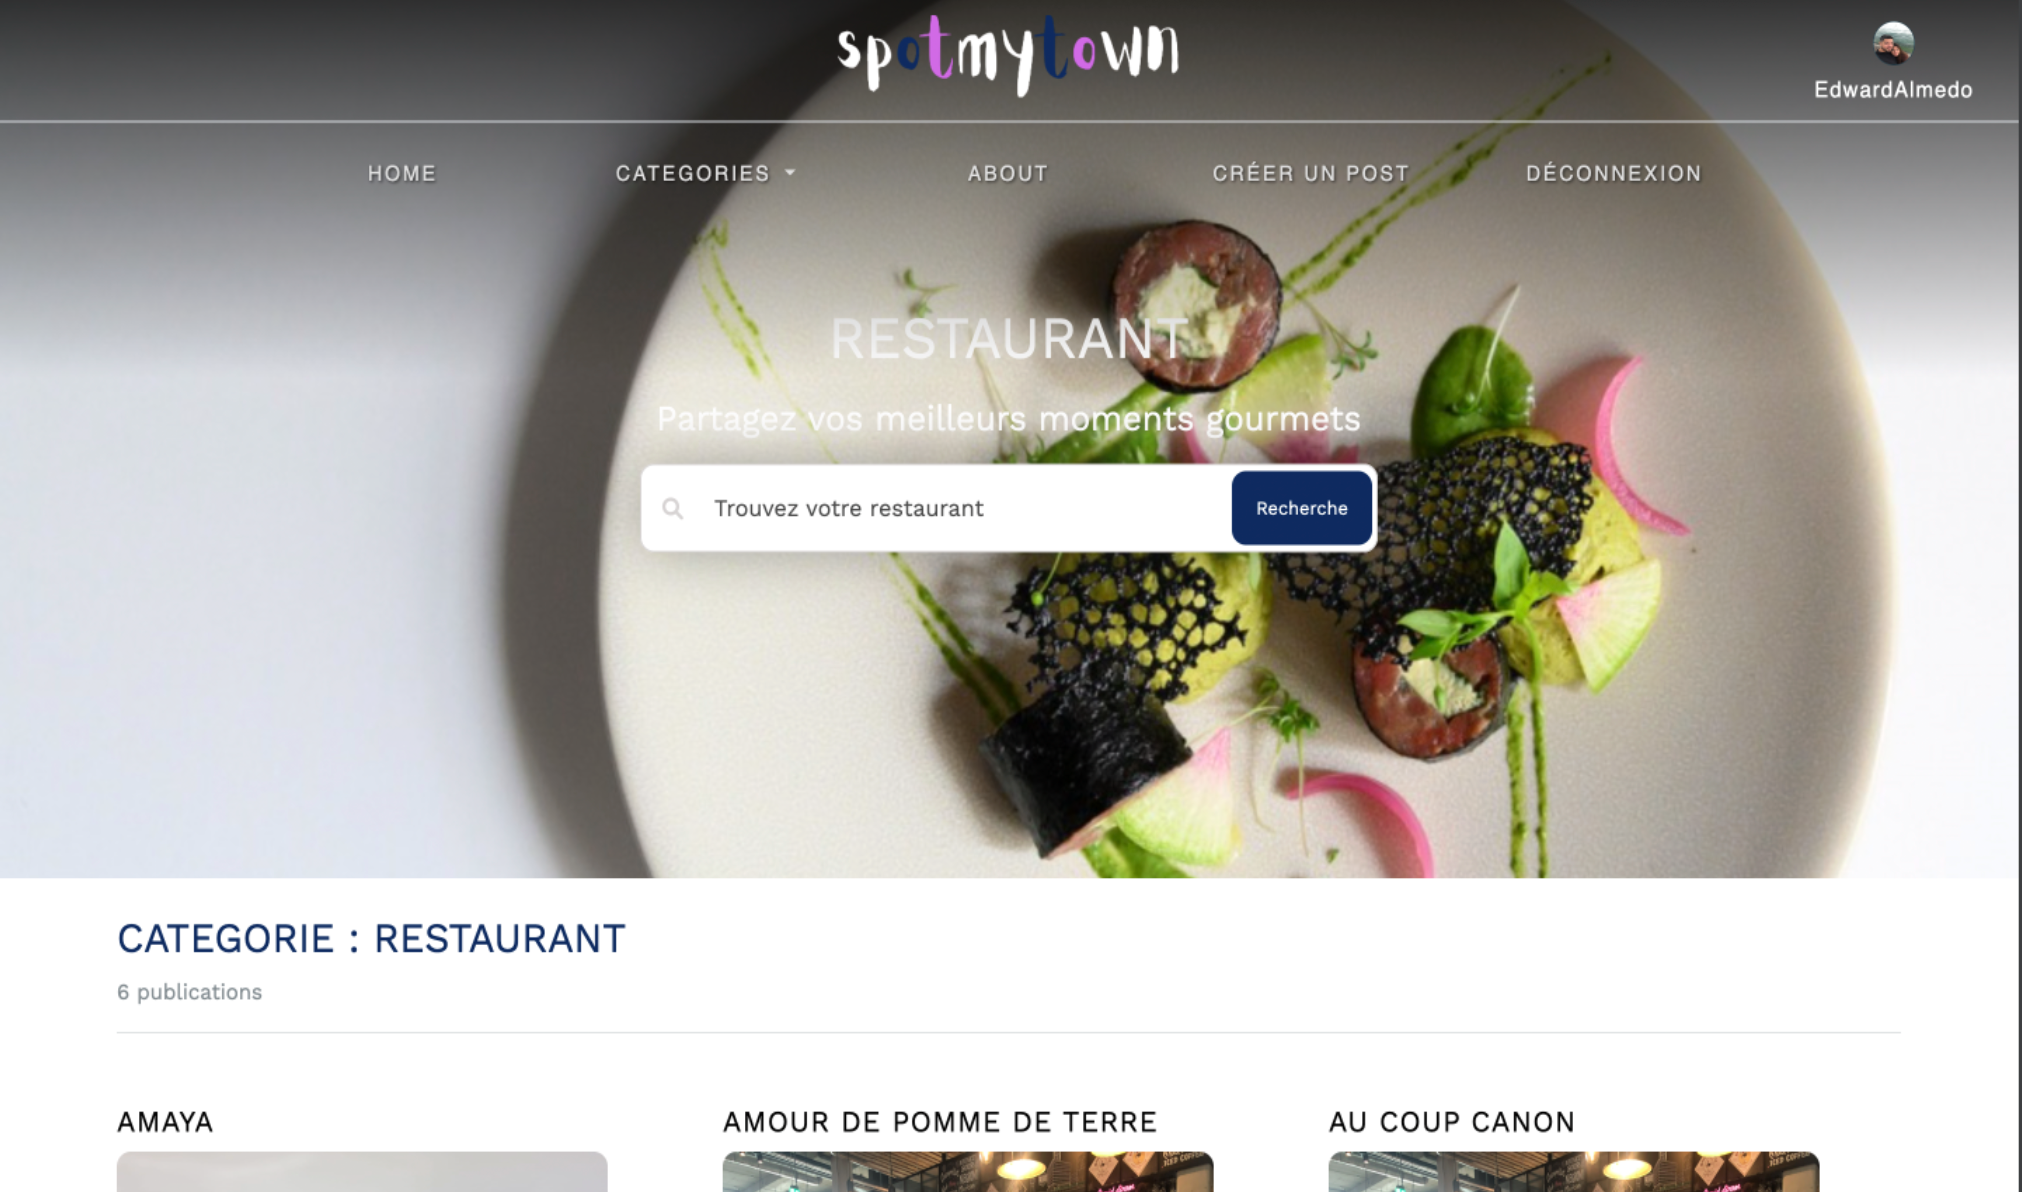 spotmytown
EdwardAlmedo
HOME CATEGORIES ABOUT CRÉER UN POST DÉCONNEXION
RESTAURANT
Partagez vos meilleurs moments gourmets
Trouvez votre restaurant Recherche
CATEGORIE : RESTAURANT
6 publications
AMAYA AMOUR DE POMME DE TERRE AU COUP CANON